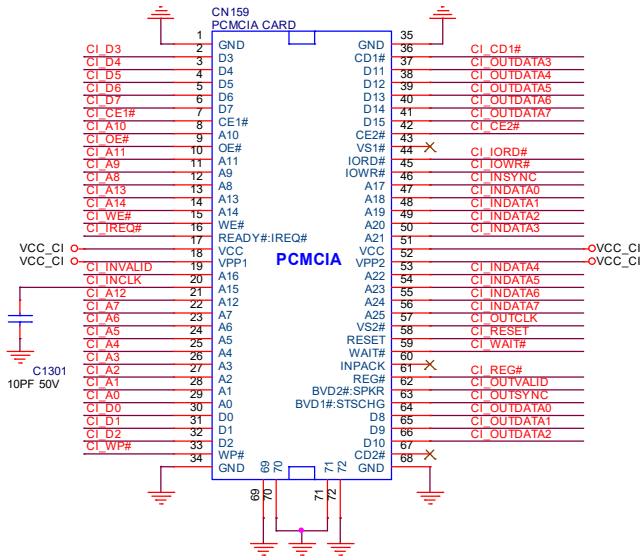 CN159
PCMCIA CARD
1 GND GND 35
CI_D3 2 D3 CD1# 36 CI_CD1#
CI_D4 3 D4 D11 37 CI_OUTDATA3
CI_D5 4 D5 D12 38 CI_OUTDATA4
CI_D6 5 D6 D13 39 CI_OUTDATA5
CI_D7 6 D7 D14 40 CI_OUTDATA6
CI_CE1# 7 CE1# D15 41 CI_OUTDATA7
CI_A10 8 A10 CE2# 42 CI_CE2#
CI_OE# 9 OE# VS1# 43
CI_A11 10 A11 IORD# 44 CI_IORD#
CI_A9 11 A9 IOWR# 45 CI_IOWR#
CI_A8 12 A8 A17 46 CI_INSYNC
CI_A13 13 A13 A18 47 CI_INDATA0
CI_A14 14 A14 A19 48 CI_INDATA1
CI_WE# 15 WE# A20 49 CI_INDATA2
CI_IREQ# 16 READY#:IREQ# A21 50 CI_INDATA3
VCC_CI 17 VCC VCC 51 VCC_CI
VCC_CI 18 VPP1 VPP2 52 VCC_CI
PCMCIA
CI_INVALID 19 A16 A22 53 CI_INDATA4
CI_INCLK 20 A15 A23 54 CI_INDATA5
CI_A12 21 A12 A24 55 CI_INDATA6
CI_A7 22 A7 A25 56 CI_INDATA7
CI_A6 23 A6 VS2# 57 CI_OUTCLK
CI_A5 24 A5 RESET 58 CI_RESET
CI_A4 25 A4 WAIT# 59 CI_WAIT#
CI_A3 26 A3 INPACK 60
CI_A2 27 A2 REG# 61 CI_REG#
CI_A1 28 A1 BVD2#:SPKR 62 CI_OUTVALID
CI_A0 29 A0 BVD1#:STSCHG 63 CI_OUTSYNC
CI_D0 30 D0 D8 64 CI_OUTDATA0
CI_D1 31 D1 D9 65 CI_OUTDATA1
CI_D2 32 D2 D10 66 CI_OUTDATA2
CI_WP# 33 WP# CD2# 67
34 GND GND 68
C1301
10PF 50V
69 70 71 72
69 70 71 72